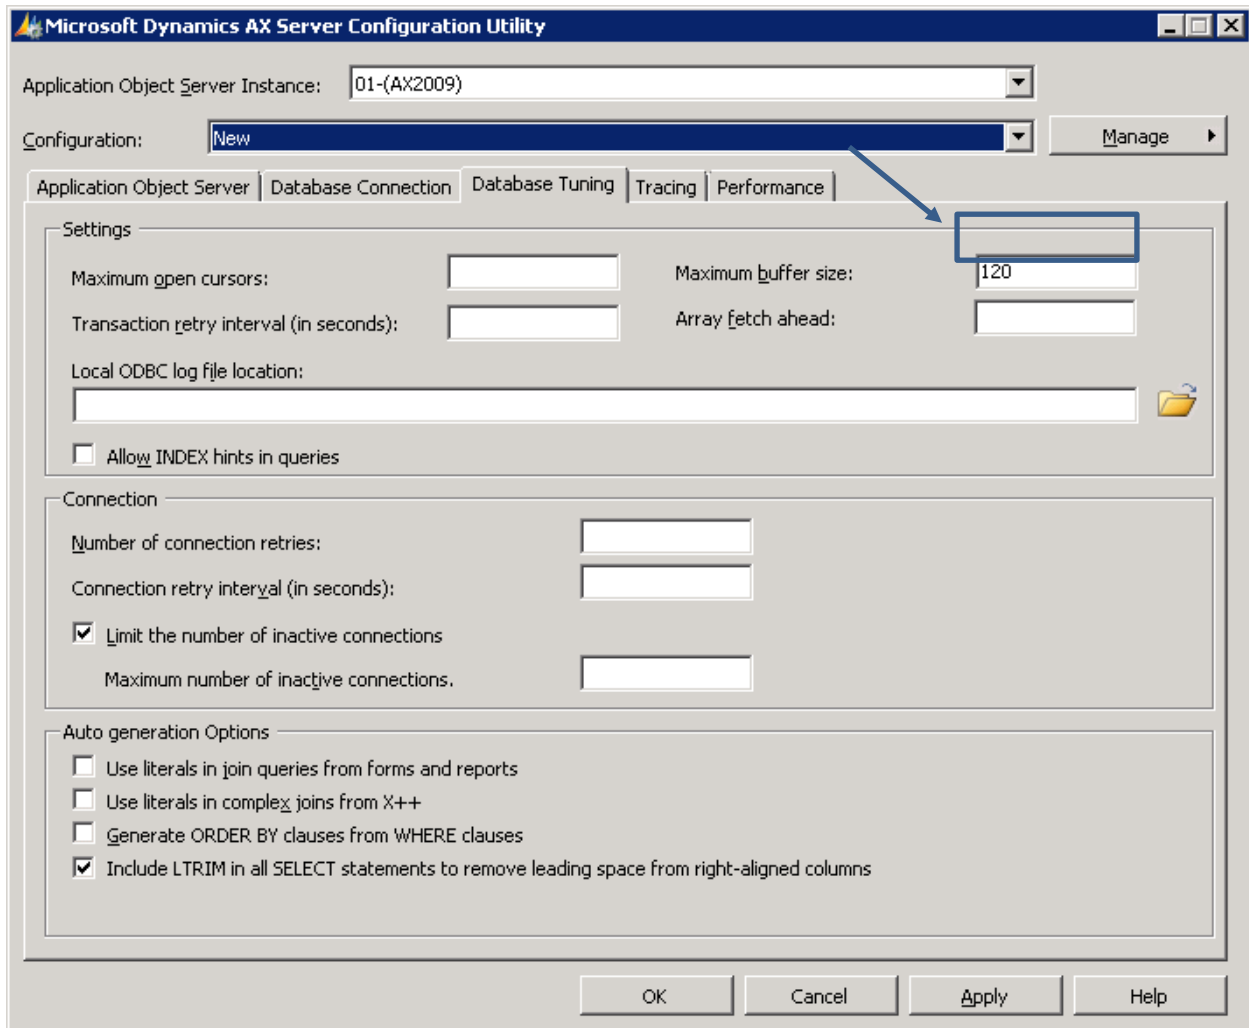 Microsoft Dynamics AX Server Configuration Utility
Application Object Server Instance: 01-(AX2009)
Configuration: New Manage
Application Object Server Database Connection Database Tuning Tracing Performance
Settings
Maximum open cursors: Maximum buffer size: 120
Transaction retry interval (in seconds): Array fetch ahead:
Local ODBC log file location:
Allow INDEX hints in queries
Connection
Number of connection retries:
Connection retry interval (in seconds):
Limit the number of inactive connections
Maximum number of inactive connections.
Auto generation Options
Use literals in join queries from forms and reports
Use literals in complex joins from X++
Generate ORDER BY clauses from WHERE clauses
Include LTRIM in all SELECT statements to remove leading space from right-aligned columns
OK Cancel Apply Help